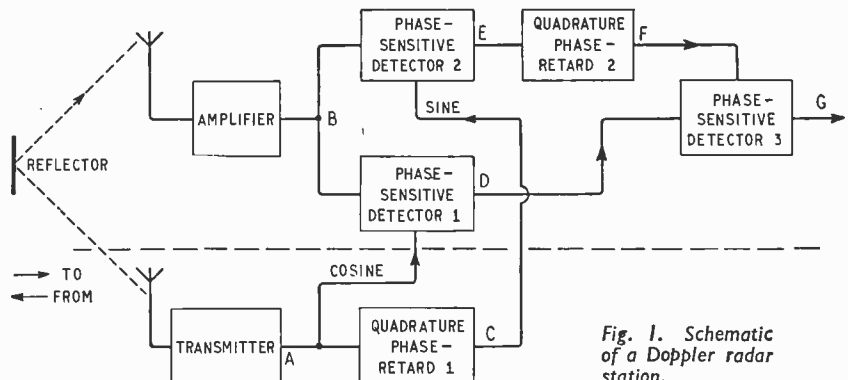 PHASE-
SENSITIVE
DETECTOR 2
E
QUADRATURE
PHASE-
RETARD 2
F
AMPLIFIER
B
SINE
PHASE-
SENSITIVE
DETECTOR 3
G
REFLECTOR
PHASE-
SENSITIVE
DETECTOR 1
D
TO
FROM
COSINE
TRANSMITTER
A
QUADRATURE
PHASE-
RETARD 1
C
Fig. 1. Schematic
of a Doppler radar
station.